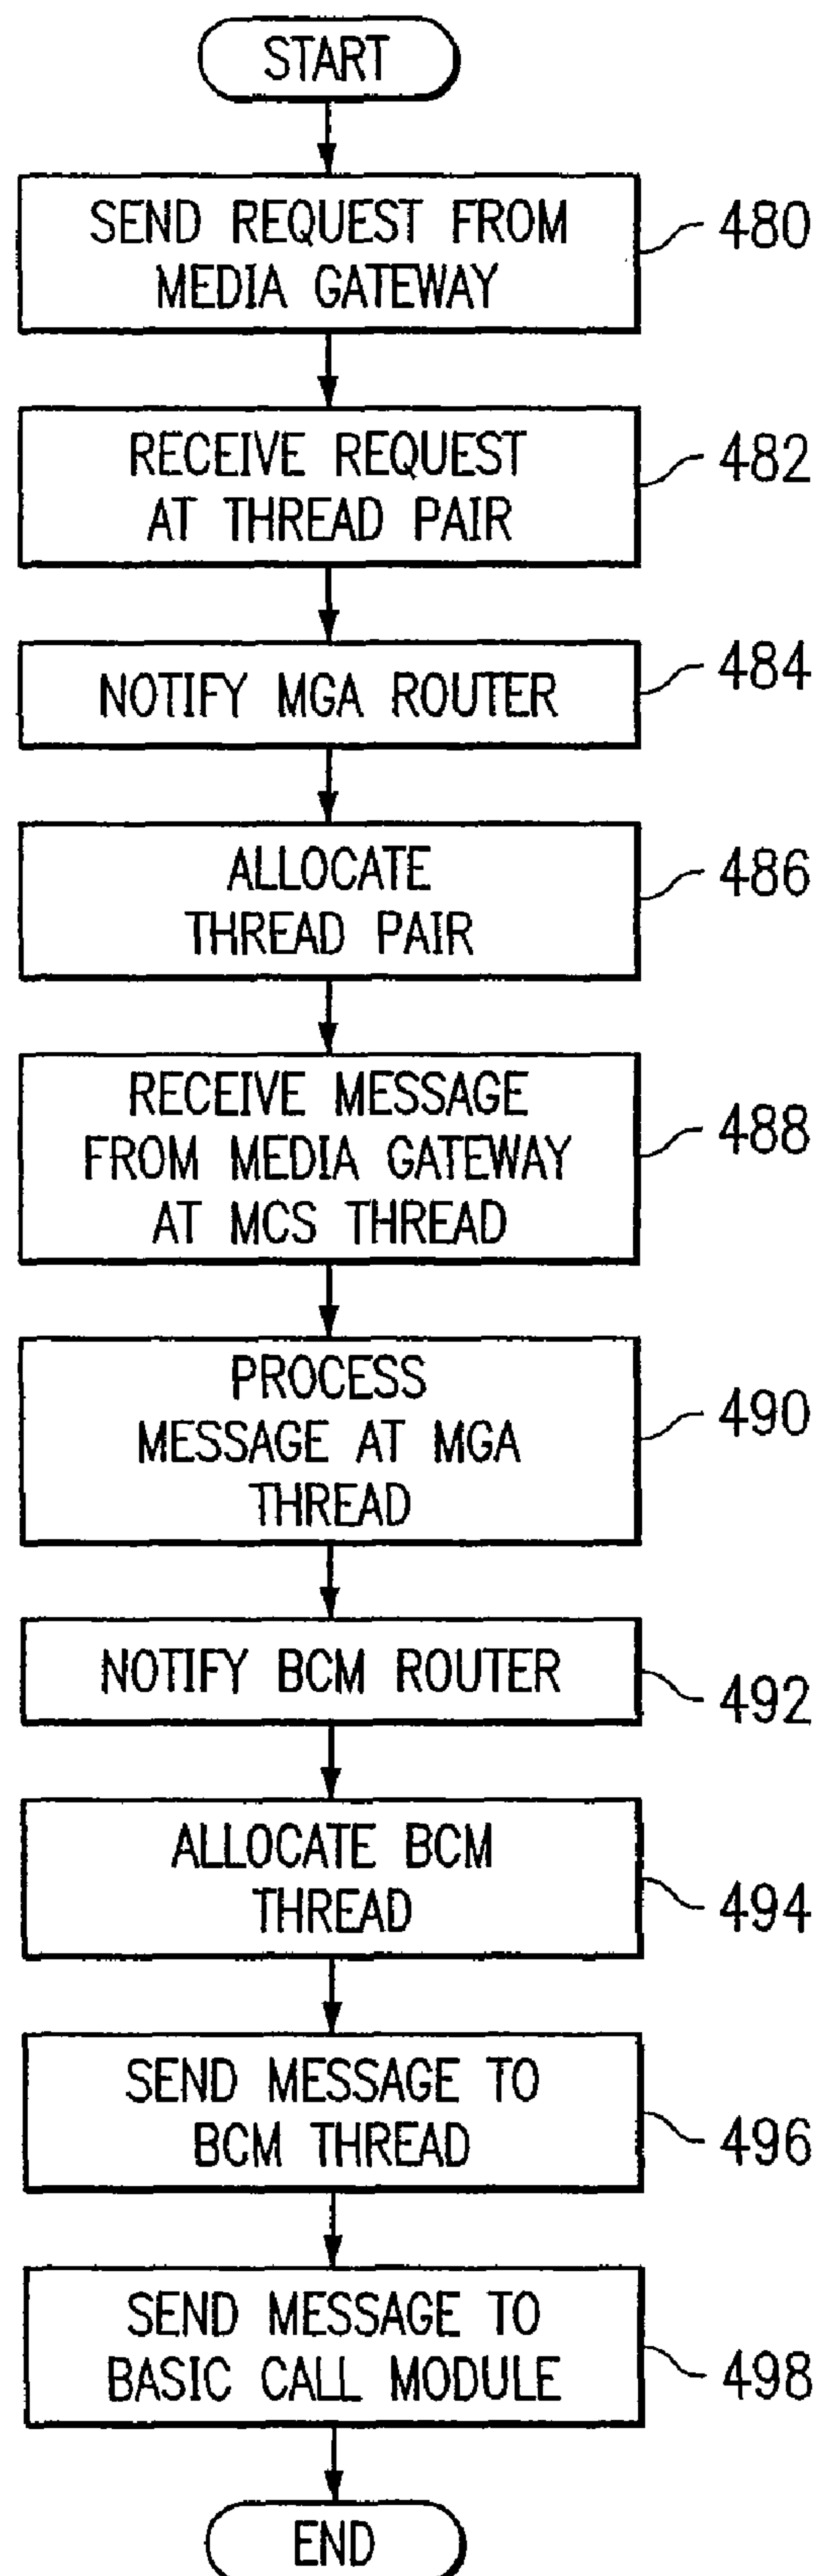 START
SEND REQUEST FROM
MEDIA GATEWAY
480
RECEIVE REQUEST
AT THREAD PAIR
482
NOTIFY MGA ROUTER
484
ALLOCATE
THREAD PAIR
486
RECEIVE MESSAGE
FROM MEDIA GATEWAY
AT MCS THREAD
488
PROCESS
MESSAGE AT MGA
THREAD
490
NOTIFY BCM ROUTER
492
ALLOCATE BCM
THREAD
494
SEND MESSAGE TO
BCM THREAD
496
SEND MESSAGE TO
BASIC CALL MODULE
498
END